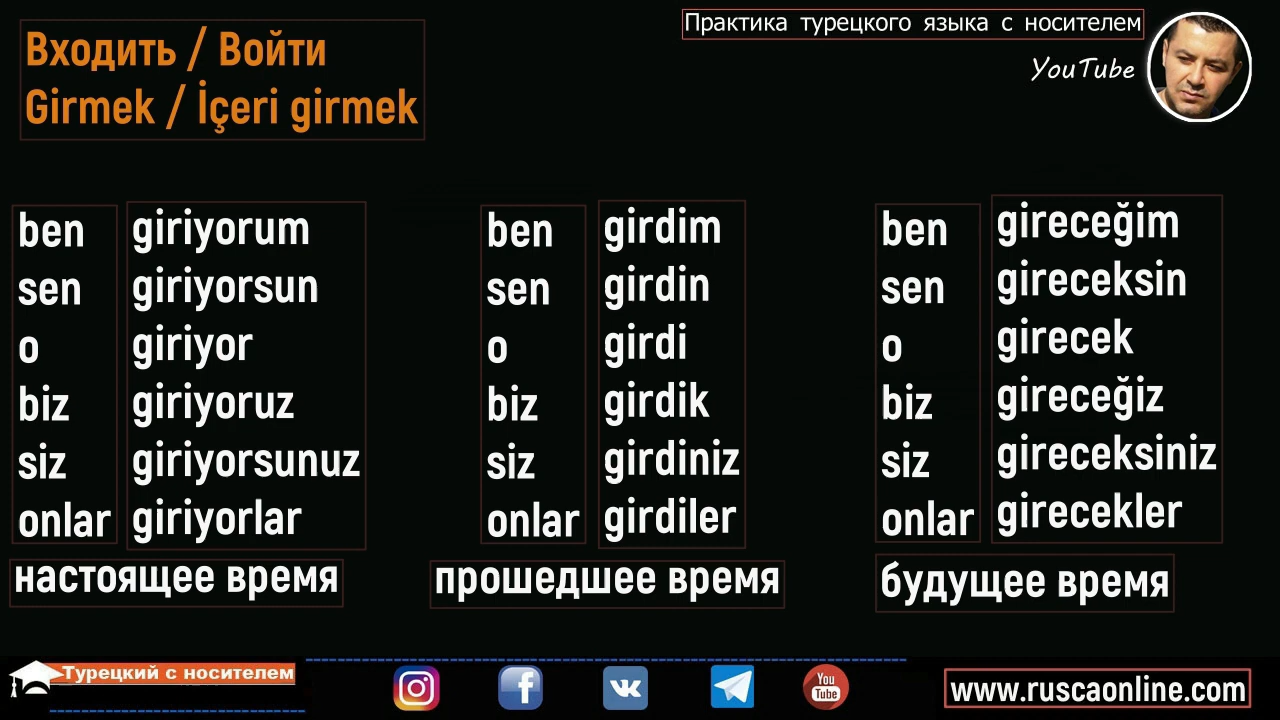 Входить / Войти
Girmek / İçeri girmek
Практика турецкого языка с носителем
YouTube
ben giriyorum
sen giriyorsun
o giriyor
biz giriyoruz
siz giriyorsunuz
onlar giriyorlar
настоящее время
ben girdim
sen girdin
o girdi
biz girdik
siz girdiniz
onlar girdiler
прошедшее время
ben gireceğim
sen gireceksin
o girecek
biz gireceğiz
siz gireceksiniz
onlar girecekler
будущее время
Турецкий с носителем
You
Tube
www.ruscaonline.com